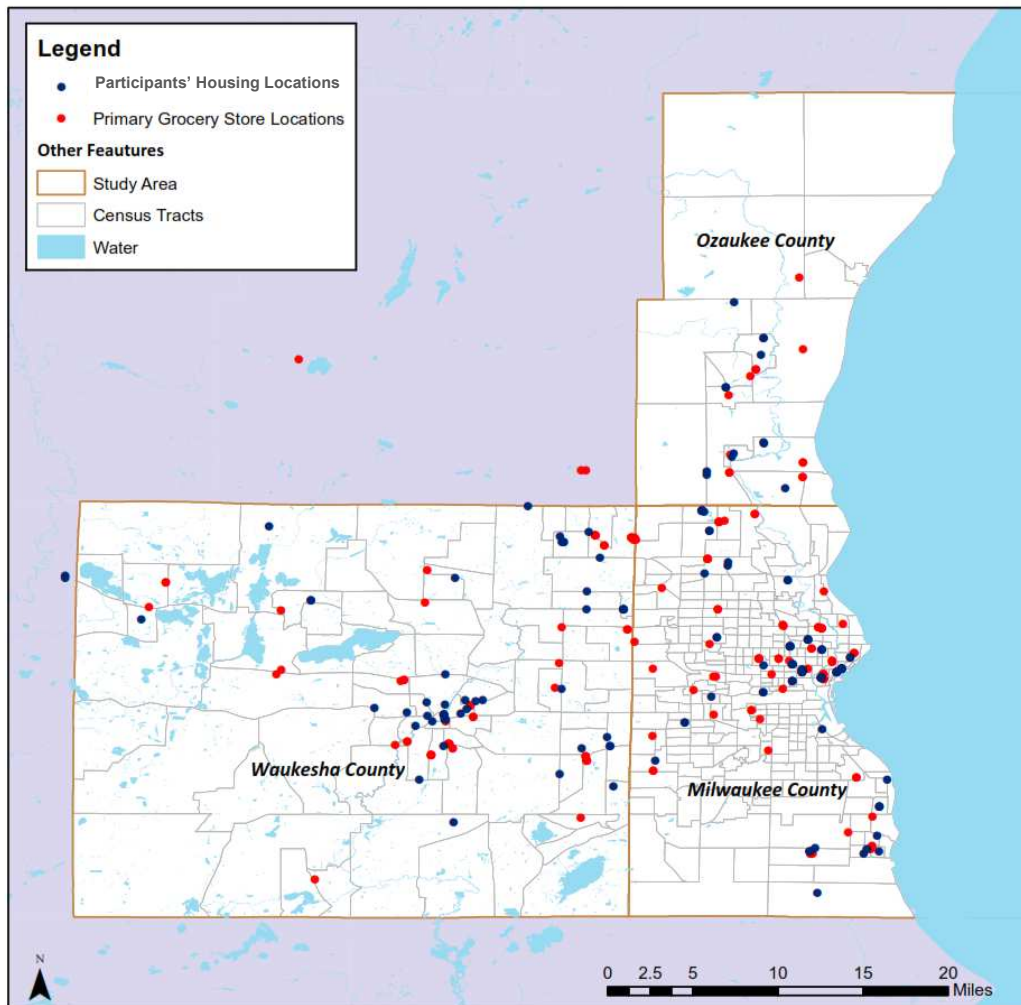 Legend
Participants’ Housing Locations
Primary Grocery Store Locations
Other Feautures
Study Area
Census Tracts
Water
Ozaukee County
Waukesha County
Milwaukee County
N
0 2.5 5 10 15 20
Miles